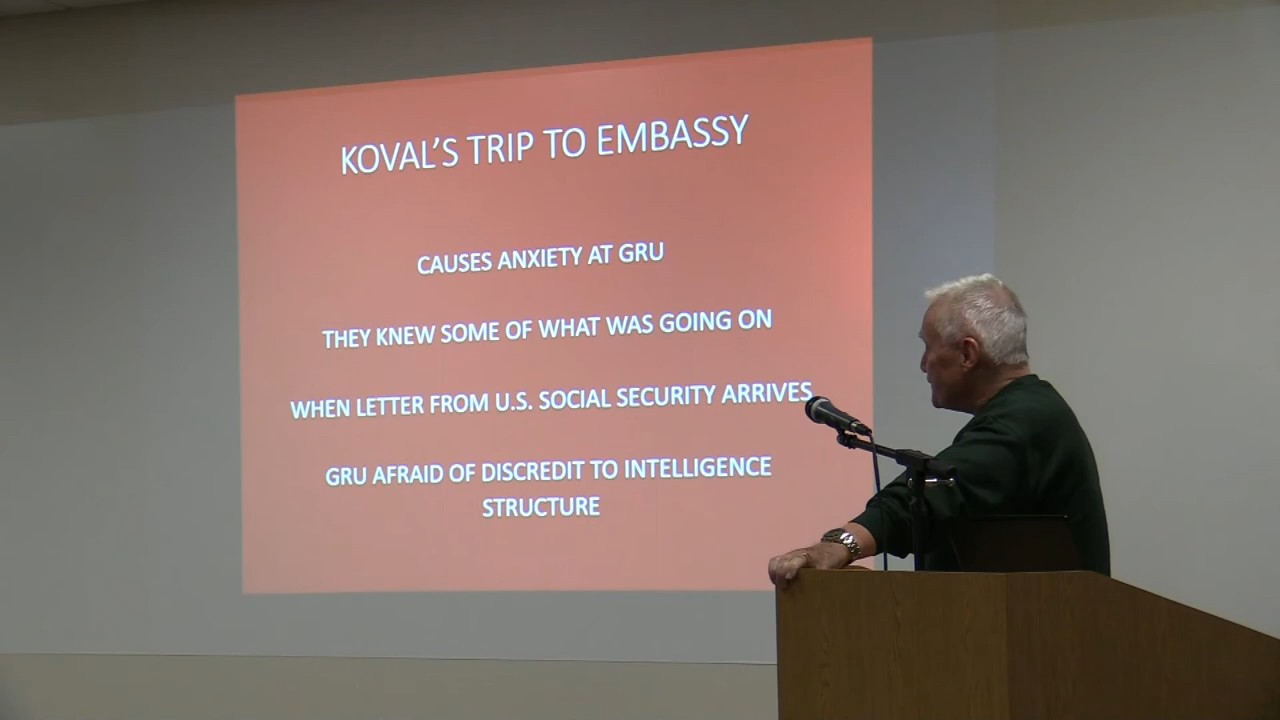 KOVAL'S TRIP TO EMBASSY
CAUSES ANXIETY AT GRU
THEY KNEW SOME OF WHAT WAS GOING ON
WHEN LETTER FROM U.S. SOCIAL SECURITY ARRIVES
GRU AFRAID OF DISCREDIT TO INTELLIGENCE
STRUCTURE